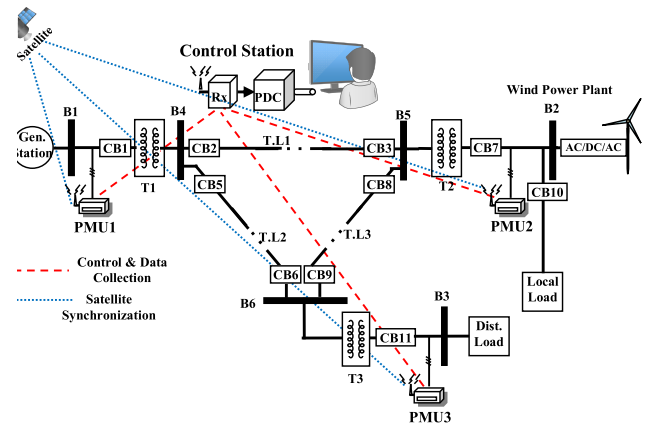 Satellite
Control Station
Rx
PDC
Wind Power Plant
B1
B4
B5
B2
Gen.
Station
CB1
CB2
T.L1
CB3
CB7
AC/DC/AC
T1
T2
CB5
CB8
CB10
PMU1
PMU2
T.L2
T.L3
Control & Data
Collection
CB6
CB9
Local
Load
Satellite
Synchronization
B6
B3
CB11
Dist.
Load
T3
PMU3